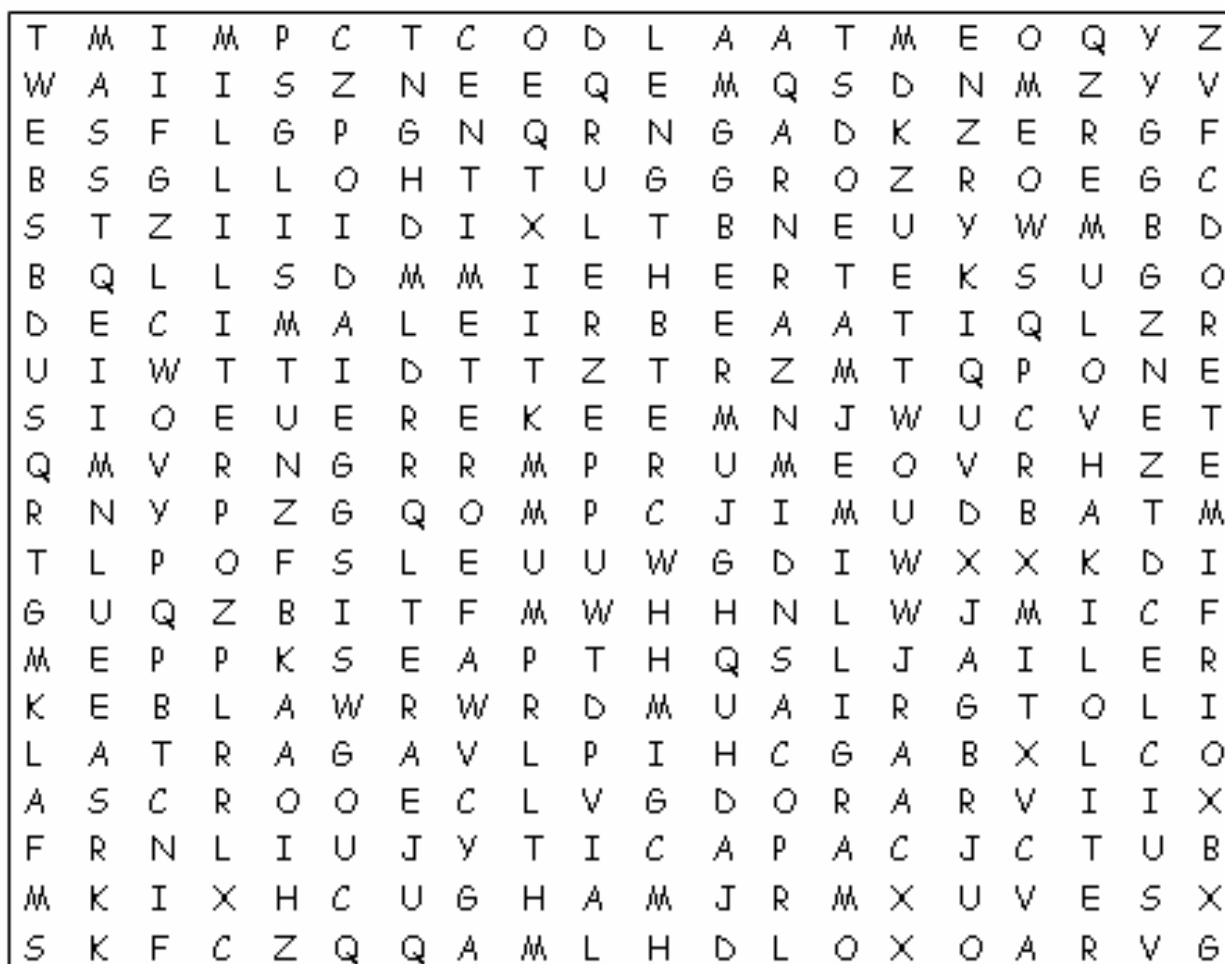 T M I M P C T C O D L A A T M E O Q Y Z
W A I I S Z N E E Q E M Q S D N M Z Y V
E S F L G P G N Q R N G A D K Z E R G F
B S G L L O H T T U G G R O Z R O E G C
S T Z I I I D I X L T B N E U Y W M B D
B Q L L S D M M I E H E R T E K S U G O
D E C I M A L E I R B E A A T I Q L Z R
U I W T T I D T T Z T R Z M T Q P O N E
S I O E U E R E K E E M N J W U C V E T
Q M V R N G R R M P R U M E O V R H Z E
R N Y P Z G Q O M P C J I M U D B A T M
T L P O F S L E U U W G D I W X X K D I
G U Q Z B I T F M W H H N L W J M I C F
M E P P K S E A P T H Q S L J A I L E R
K E B L A W R W R D M U A I R G T O L I
L A T R A G A V L P I H C G A B X L C O
A S C R O O E C L V G D O R A R V I I X
F R N L I U J Y T I C A P A C J C T U B
M K I X H C U G H A M J R M X U V E S X
S K F C Z Q Q A M L H D L O X O A R V G